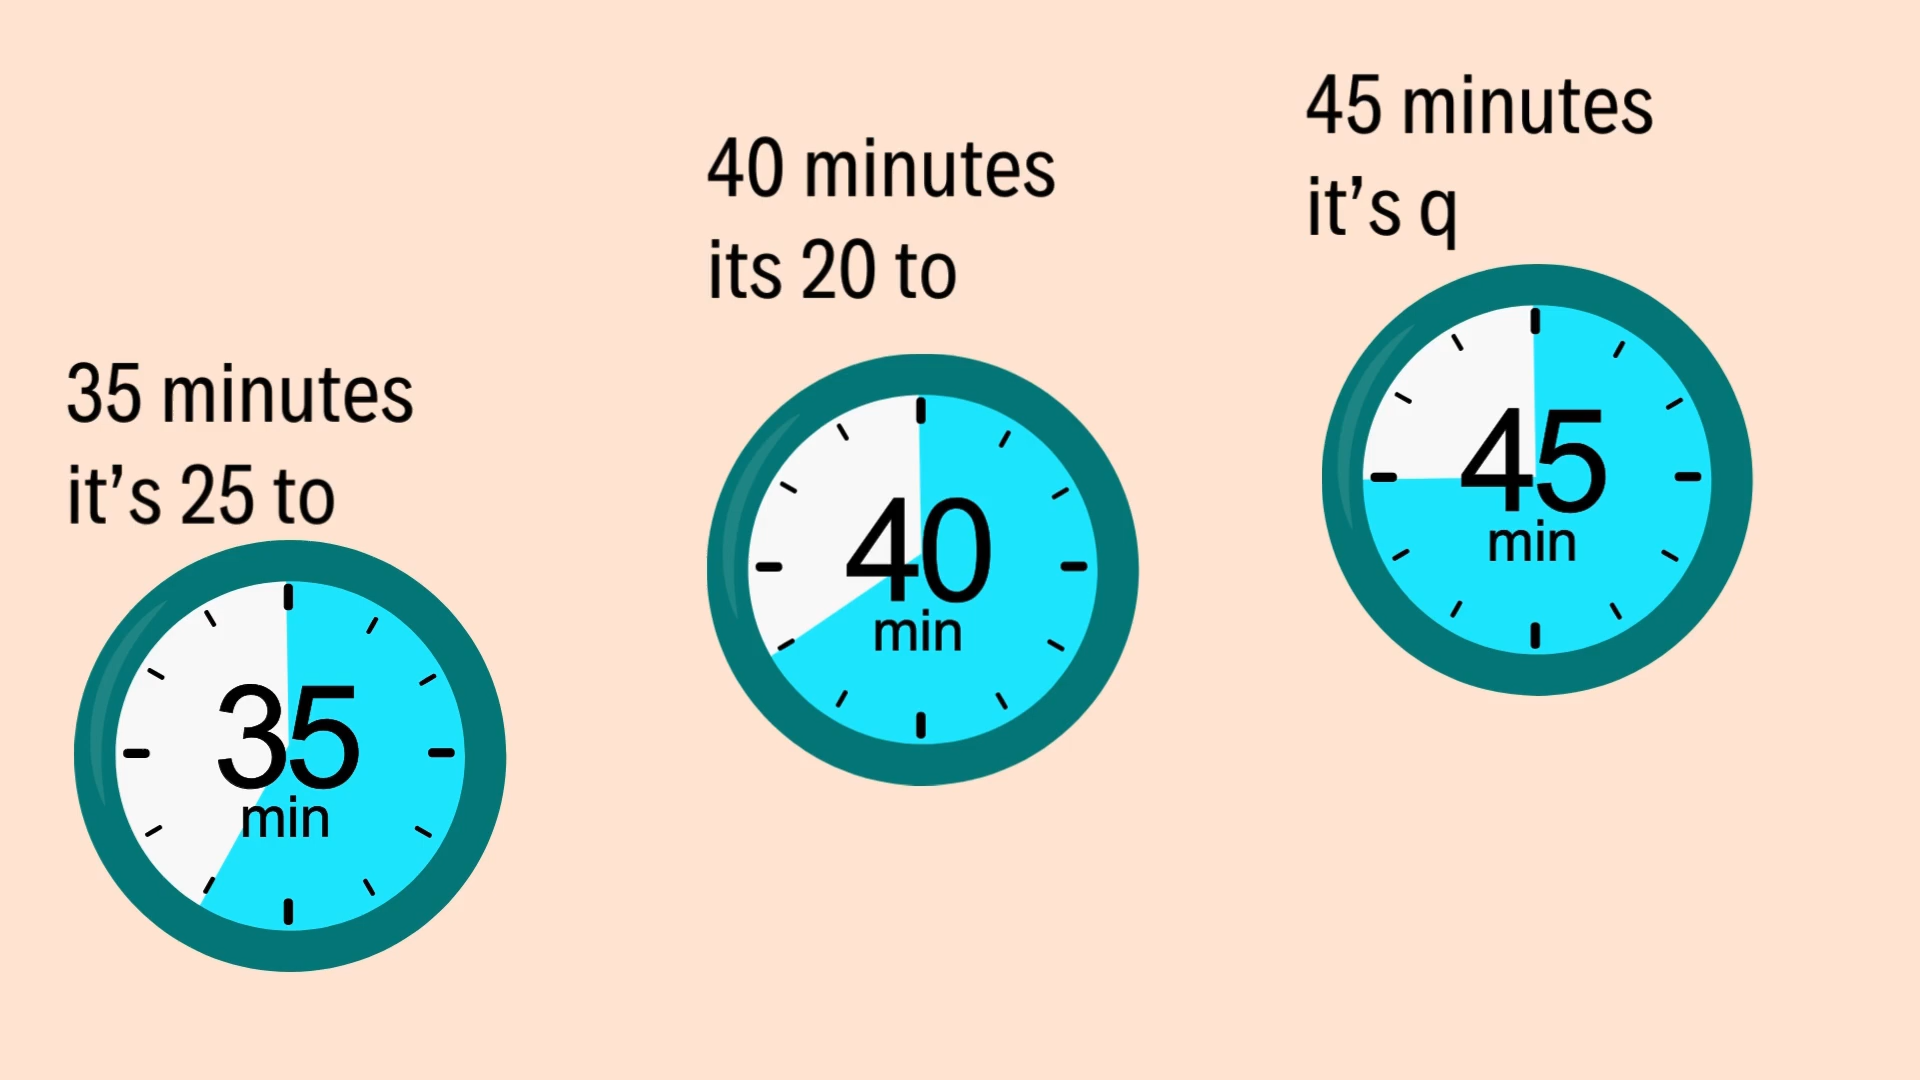 35 minutes
it’s 25 to
35
min
40 minutes
its 20 to
40
min
45 minutes
it’s q
45
min